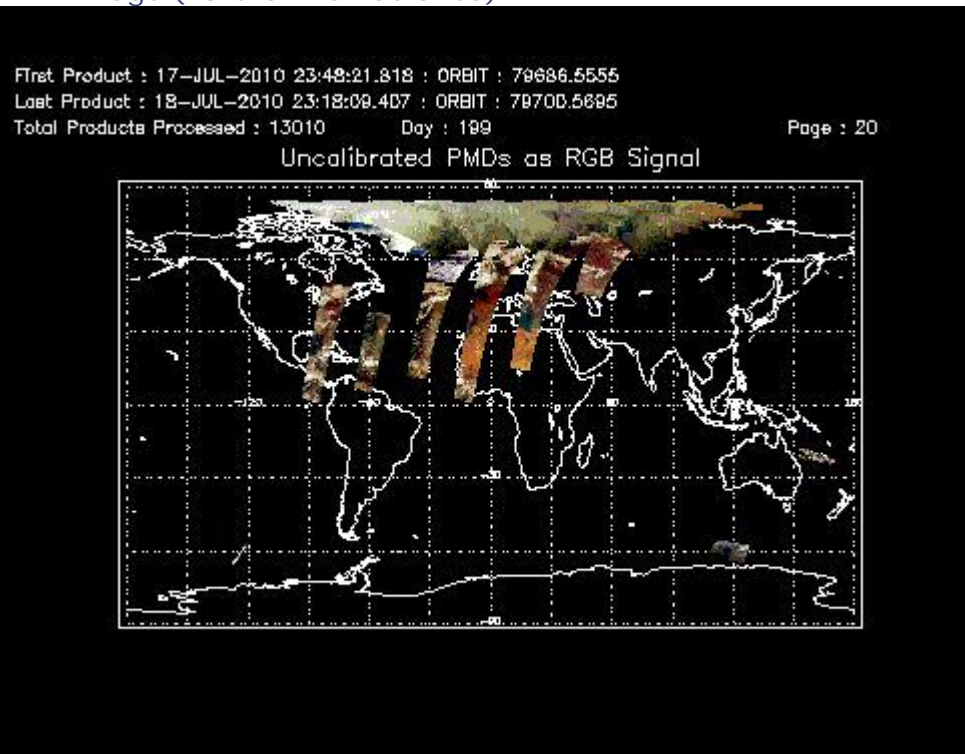 First Product : 17-JUL-2010 23:48:21.818 : ORBIT : 79686.5555
Last Product : 18-JUL-2010 23:18:09.407 : ORBIT : 79700.5695
Total Products Processed : 13010 Day : 199 Page : 20
Uncalibrated PMDs as RGB Signal